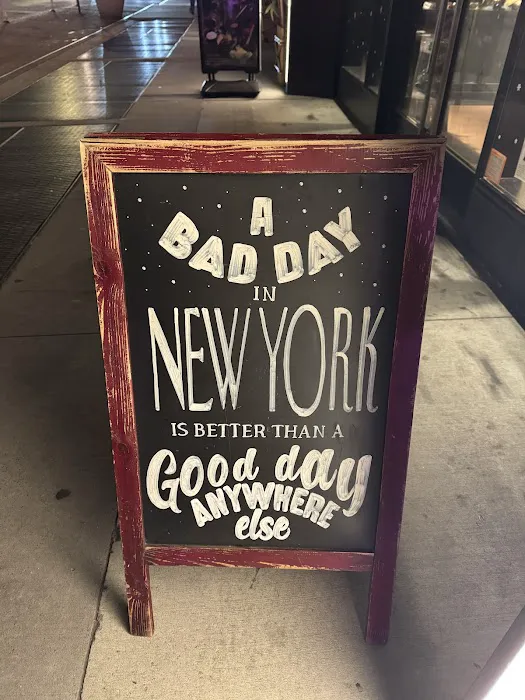 A
BAD DAY
IN
NEW YORK
IS BETTER THAN A
Good day
ANYWHERE
else